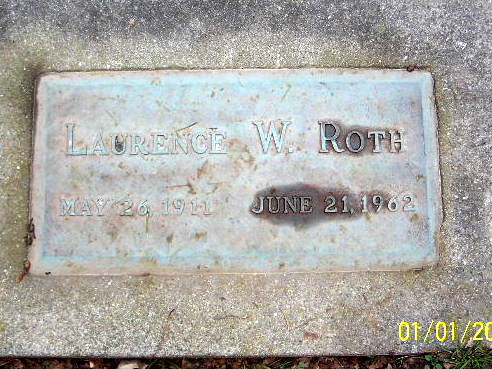 LAURENCE W. ROTH
MAY 26, 1911 JUNE 21, 1962
01/01/20